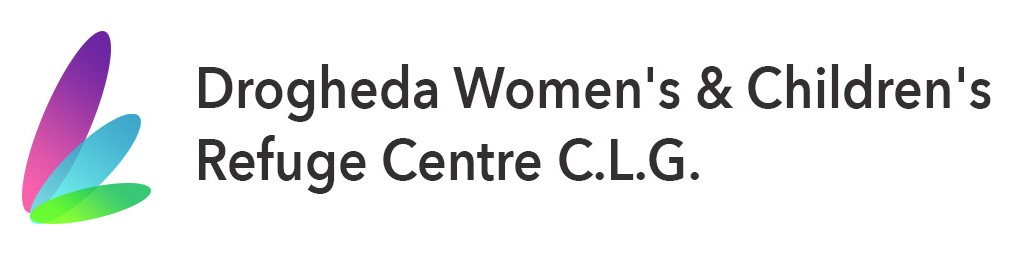 Drogheda Women's & Children's
Refuge Centre C.L.G.